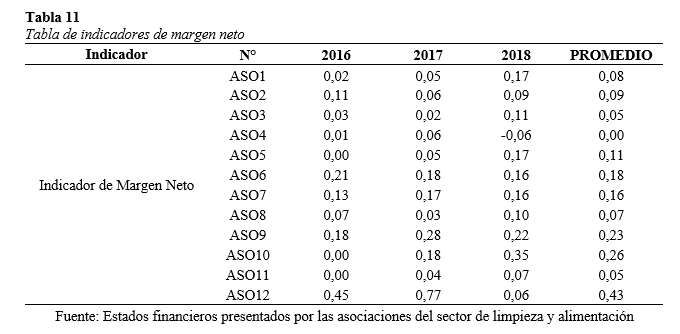 Tabla 11
Tabla de indicadores de margen neto
Indicador N° 2016 2017 2018 PROMEDIO
ASO1 0,02 0,05 0,17 0,08
ASO2 0,11 0,06 0,09 0,09
ASO3 0,03 0,02 0,11 0,05
ASO4 0,01 0,06 -0,06 0,00
ASO5 0,00 0,05 0,17 0,11
ASO6 0,21 0,18 0,16 0,18
Indicador de Margen Neto ASO7 0,13 0,17 0,16 0,16
ASO8 0,07 0,03 0,10 0,07
ASO9 0,18 0,28 0,22 0,23
ASO10 0,00 0,18 0,35 0,26
ASO11 0,00 0,04 0,07 0,05
ASO12 0,45 0,77 0,06 0,43
Fuente: Estados financieros presentados por las asociaciones del sector de limpieza y alimentación